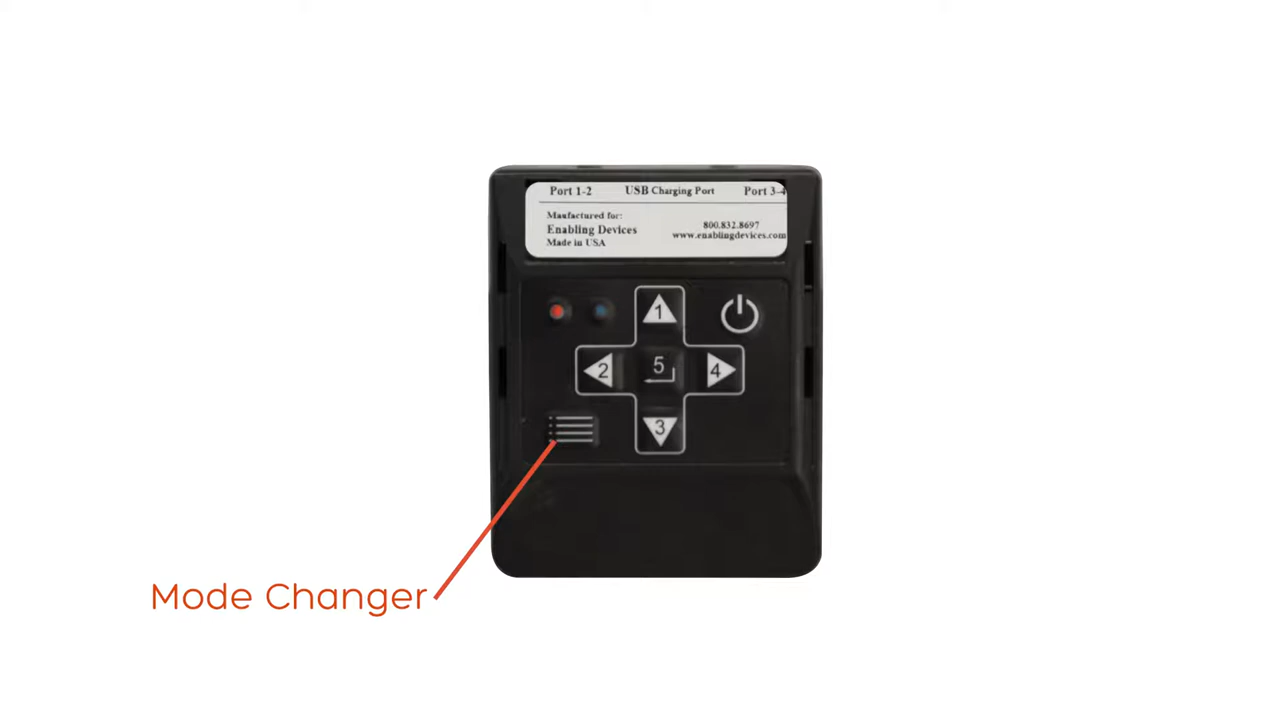 Port 1-2 USB Charging Port Port 3-4
Maufactured for:
Enabling Devices
Made in USA
800.832.8697
www.enablingdevices.com
1
2 5 4
3
Mode Changer